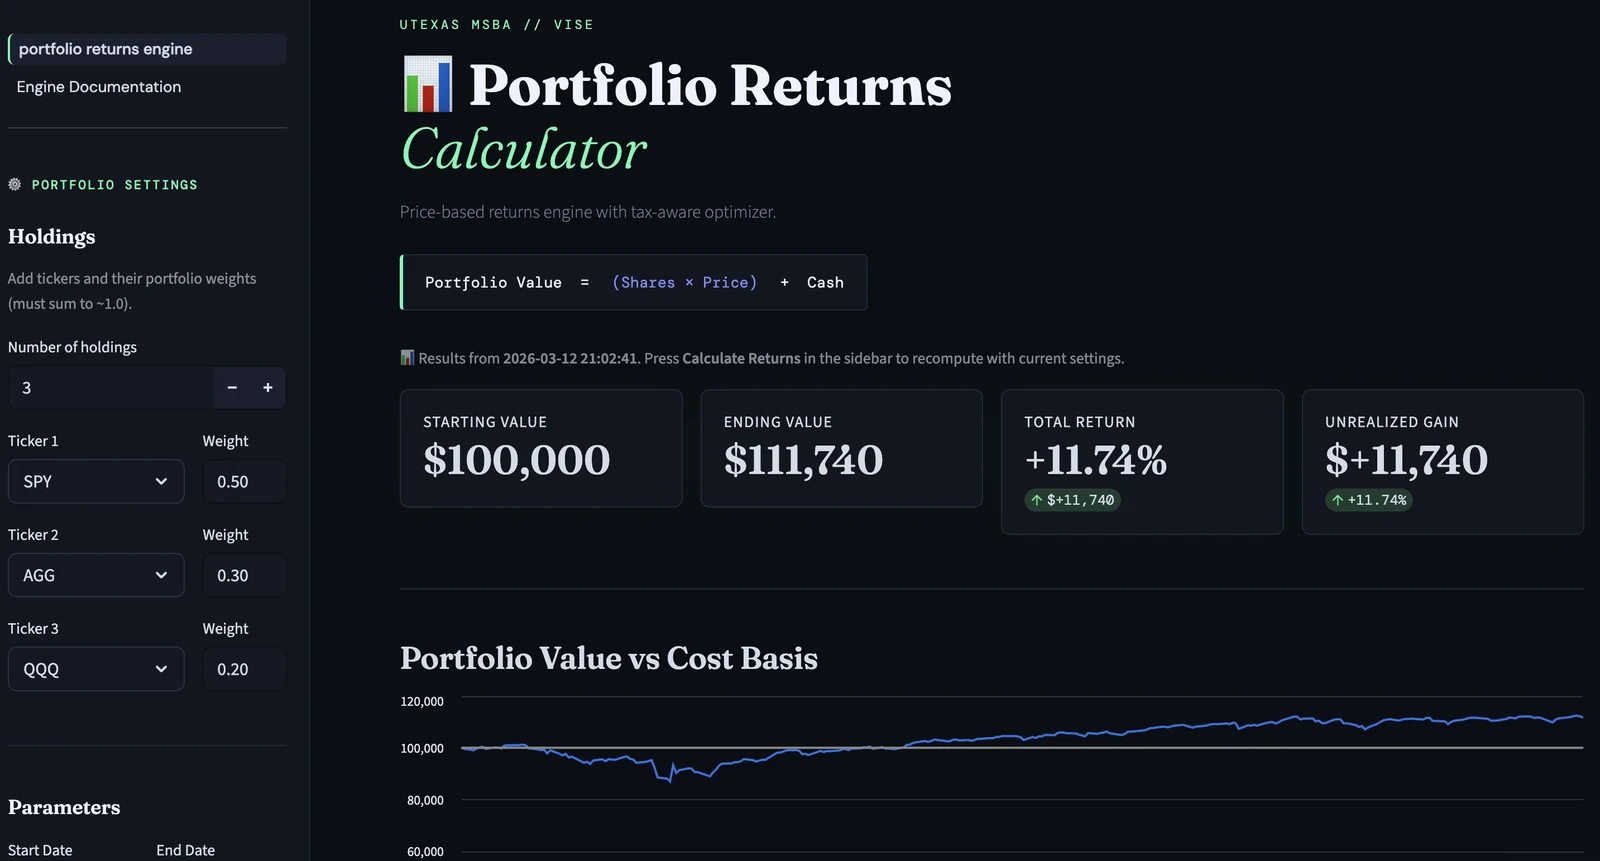 portfolio returns engine
Engine Documentation
PORTFOLIO SETTINGS
Holdings
Add tickers and their portfolio weights
(must sum to ~1.0).
Number of holdings
3 − +
Ticker 1 Weight
SPY 0.50
Ticker 2 Weight
AGG 0.30
Ticker 3 Weight
QQQ 0.20
Parameters
Start Date End Date
UTEXAS MSBA // VISE
Portfolio Returns
Calculator
Price-based returns engine with tax-aware optimizer.
Portfolio Value = (Shares × Price) + Cash
Results from 2026-03-12 21:02:41. Press Calculate Returns in the sidebar to recompute with current settings.
STARTING VALUE
$100,000
ENDING VALUE
$111,740
TOTAL RETURN
+11.74%
↑ $+11,740
UNREALIZED GAIN
$+11,740
↑ +11.74%
Portfolio Value vs Cost Basis
120,000
100,000
80,000
60,000